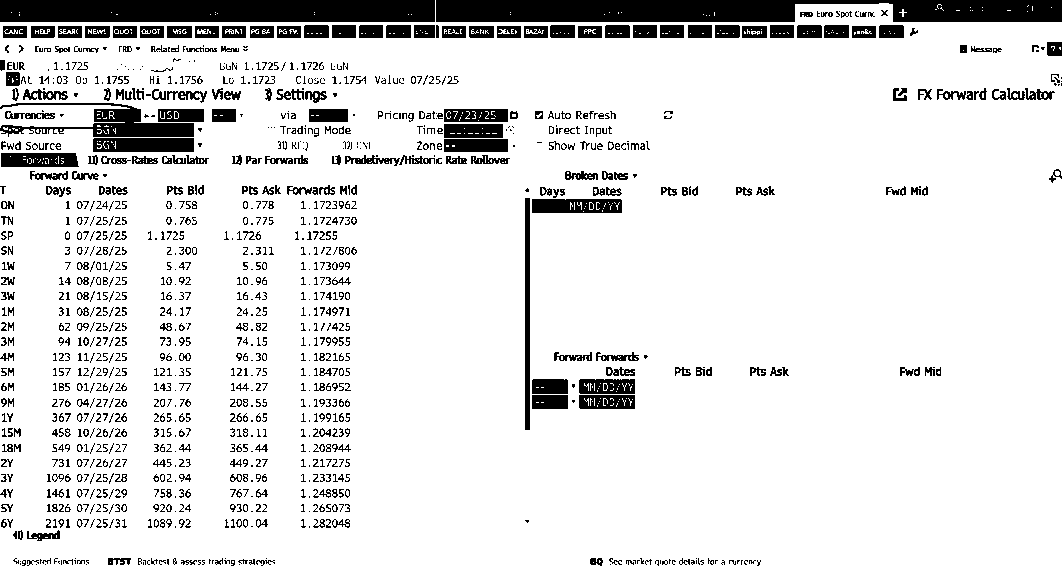 FRD Euro Spot Currnc × +
CANC HELP SEARC NEWS QUOT QUOT MSG MENU PRINT PG BA PG FW REALE BANK DELEX BAZAR PPC shippi
< > Euro Spot Curncy ▾ FRD ▾ Related Functions Menu Message
EUR 1.1725 BGN 1.1725/1.1726 BGN
At 14:03 Op 1.1755 Hi 1.1756 Lo 1.1723 Close 1.1754 Value 07/25/25
1) Actions ▾ 2) Multi-Currency View 3) Settings ▾ FX Forward Calculator
Currencies ▾ EUR USD -- via -- Pricing Date 07/23/25 Auto Refresh
Spot Source BGN Trading Mode Time Direct Input
Fwd Source BGN Zone -- Show True Decimal
Forwards 11) Cross-Rates Calculator 12) Par Forwards 13) Predelivery/Historic Rate Rollover
Forward Curve ▾ Broken Dates ▾
T Days Dates Pts Bid Pts Ask Forwards Mid Days Dates Pts Bid Pts Ask Fwd Mid
ON 1 07/24/25 0.758 0.778 1.1723962 MM/DD/YY
TN 1 07/25/25 0.765 0.775 1.1724730
SP 0 07/25/25 1.1725 1.1726 1.17255
SN 3 07/28/25 2.300 2.311 1.1727806
1W 7 08/01/25 5.47 5.50 1.173099
2W 14 08/08/25 10.92 10.96 1.173644
3W 21 08/15/25 16.37 16.43 1.174190
1M 31 08/25/25 24.17 24.25 1.174971
2M 62 09/25/25 48.67 48.82 1.177425
3M 94 10/27/25 73.95 74.15 1.179955
4M 123 11/25/25 96.00 96.30 1.182165
5M 157 12/29/25 121.35 121.75 1.184705
6M 185 01/26/26 143.77 144.27 1.186952
9M 276 04/27/26 207.76 208.55 1.193366
1Y 367 07/27/26 265.65 266.65 1.199165
15M 458 10/26/26 315.67 318.11 1.204239
18M 549 01/25/27 362.44 365.44 1.208944
2Y 731 07/26/27 445.23 449.27 1.217275
3Y 1096 07/25/28 602.94 608.96 1.233145
4Y 1461 07/25/29 758.36 767.64 1.248850
5Y 1826 07/25/30 920.24 930.22 1.265073
6Y 2191 07/25/31 1089.92 1100.04 1.282048
Forward Forwards ▾
Dates Pts Bid Pts Ask Fwd Mid
-- MM/DD/YY
-- MM/DD/YY
40) Legend
Suggested Functions BTST Backtest & assess trading strategies BQ See market quote details for a currency